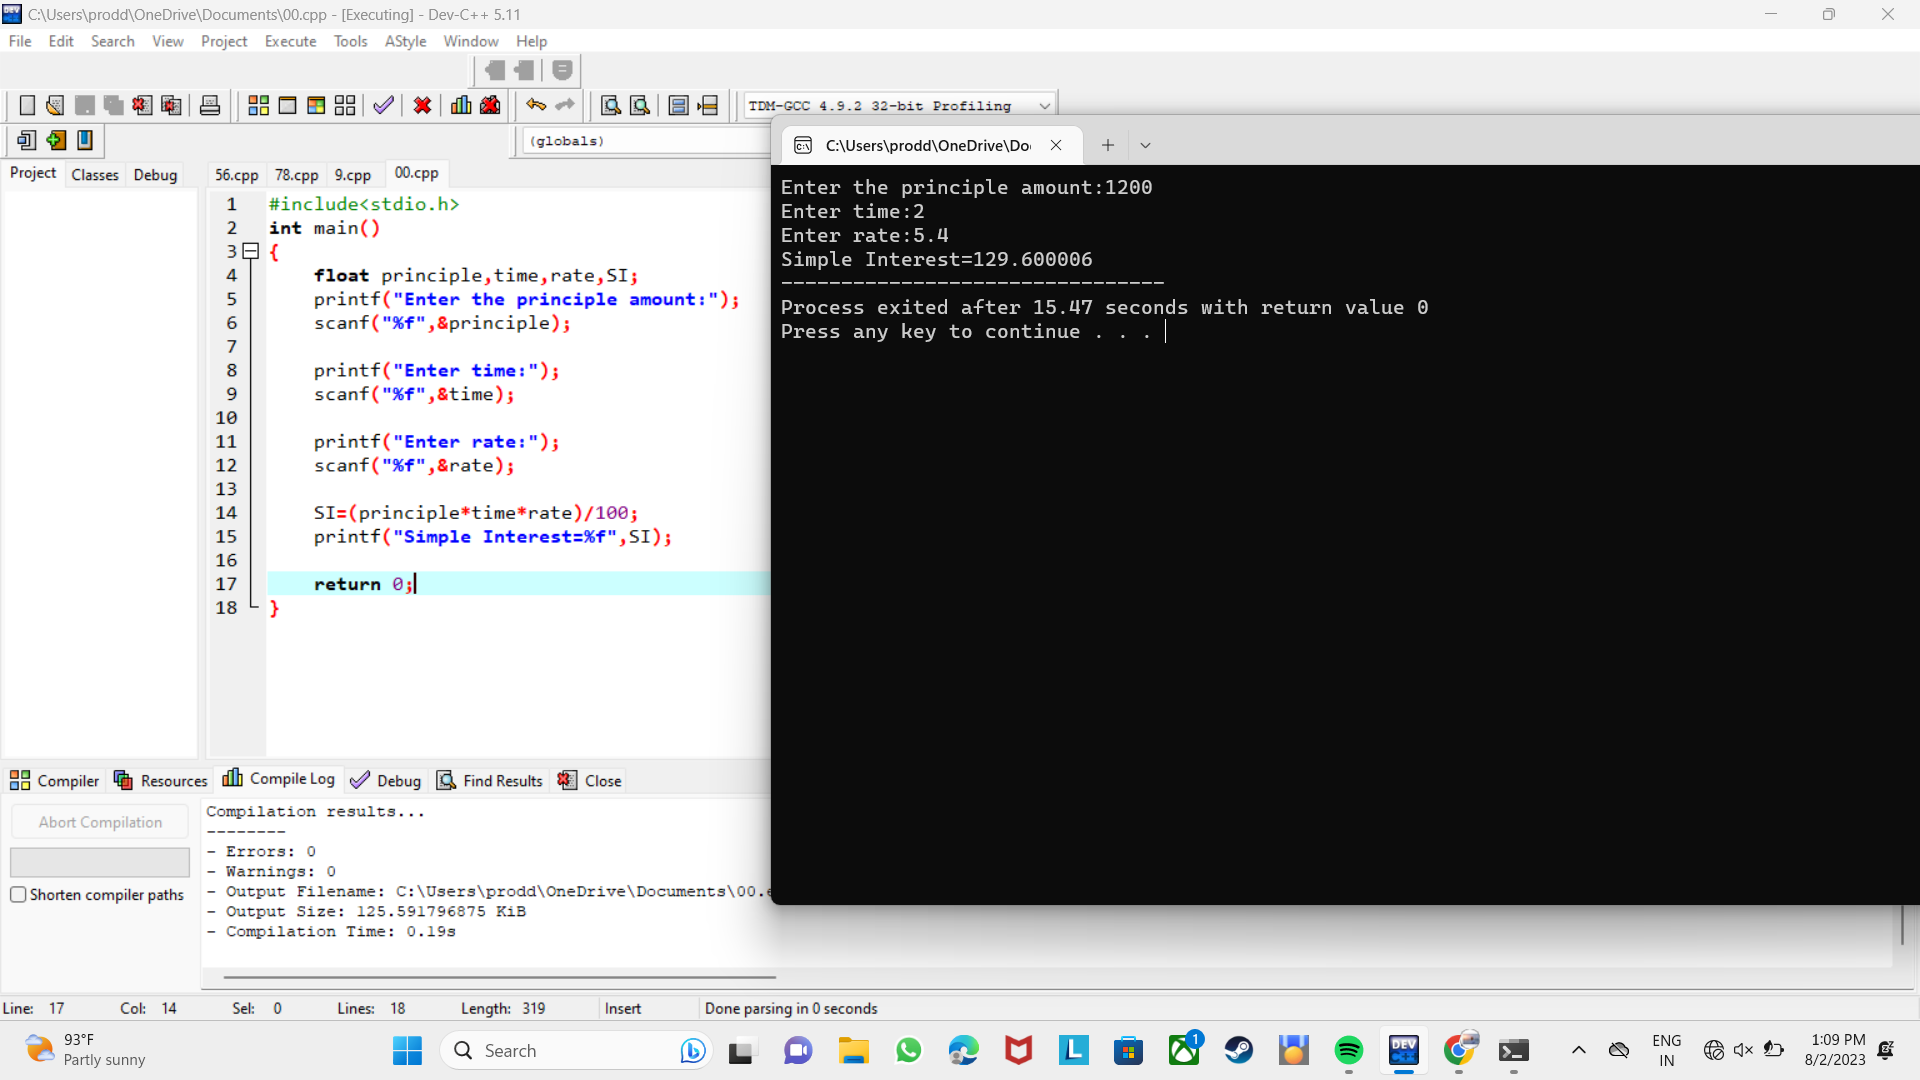 C:\Users\prodd\OneDrive\Documents\00.cpp - [Executing] - Dev-C++ 5.11
File Edit Search View Project Execute Tools AStyle Window Help
TDM-GCC 4.9.2 32-bit Profiling
(globals)
Project Classes Debug
56.cpp 78.cpp 9.cpp 00.cpp
1 #include<stdio.h>
2 int main()
3 {
4 float principle,time,rate,SI;
5 printf("Enter the principle amount:");
6 scanf("%f",&principle);
7
8 printf("Enter time:");
9 scanf("%f",&time);
10
11 printf("Enter rate:");
12 scanf("%f",&rate);
13
14 SI=(principle*time*rate)/100;
15 printf("Simple Interest=%f",SI);
16
17 return 0;
18 }
C:\Users\prodd\OneDrive\Do
Enter the principle amount:1200
Enter time:2
Enter rate:5.4
Simple Interest=129.600006
--------------------------------
Process exited after 15.47 seconds with return value 0
Press any key to continue . . .
Compiler Resources Compile Log Debug Find Results Close
Abort Compilation
Shorten compiler paths
Compilation results...
--------
- Errors: 0
- Warnings: 0
- Output Filename: C:\Users\prodd\OneDrive\Documents\00.e
- Output Size: 125.591796875 KiB
- Compilation Time: 0.19s
Line: 17 Col: 14 Sel: 0 Lines: 18 Length: 319 Insert Done parsing in 0 seconds
93°F
Partly sunny
Search
1
DEV
C++
ENG
IN
1:09 PM
8/2/2023